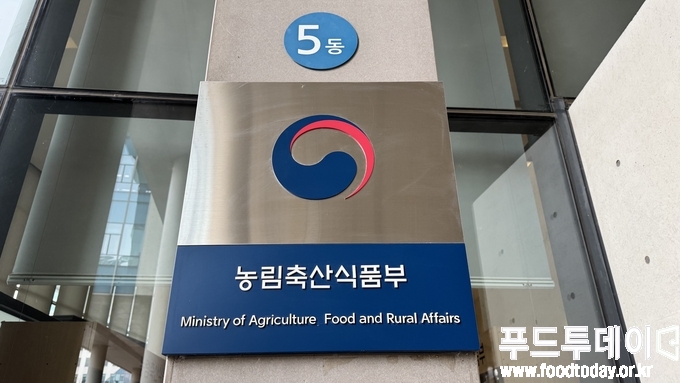 5동
농림축산식품부
Ministry of Agriculture, Food and Rural Affairs
푸드투데이
www.foodtoday.or.kr